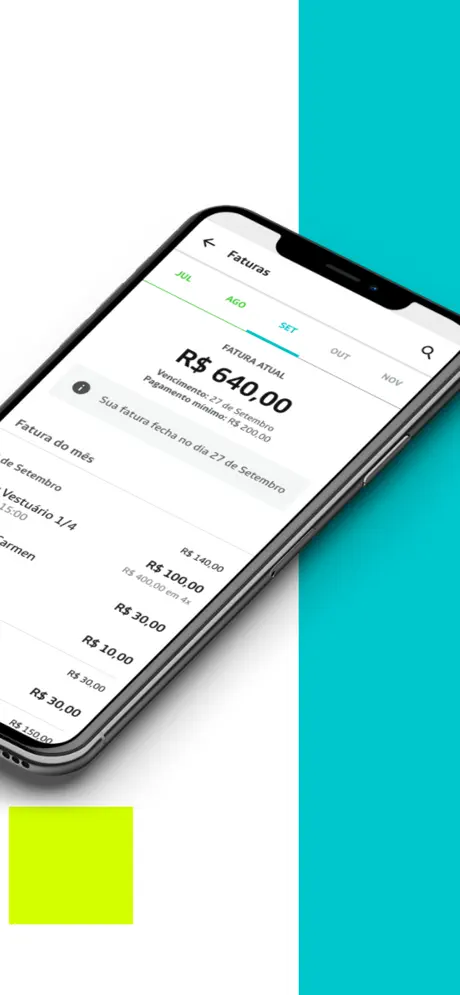 Faturas
JUL AGO SET OUT NOV
FATURA ATUAL
R$ 640,00
Vencimento: 27 de Setembro
Pagamento mínimo: R$ 200,00
Sua fatura fecha no dia 27 de Setembro
Fatura do mês
de Setembro
R$ 140,00
Vestuário 1/4
R$ 100,00
15:00
R$ 400,00 em 4x
Carmen
R$ 30,00
R$ 10,00
R$ 30,00
R$ 30,00
R$ 150,00